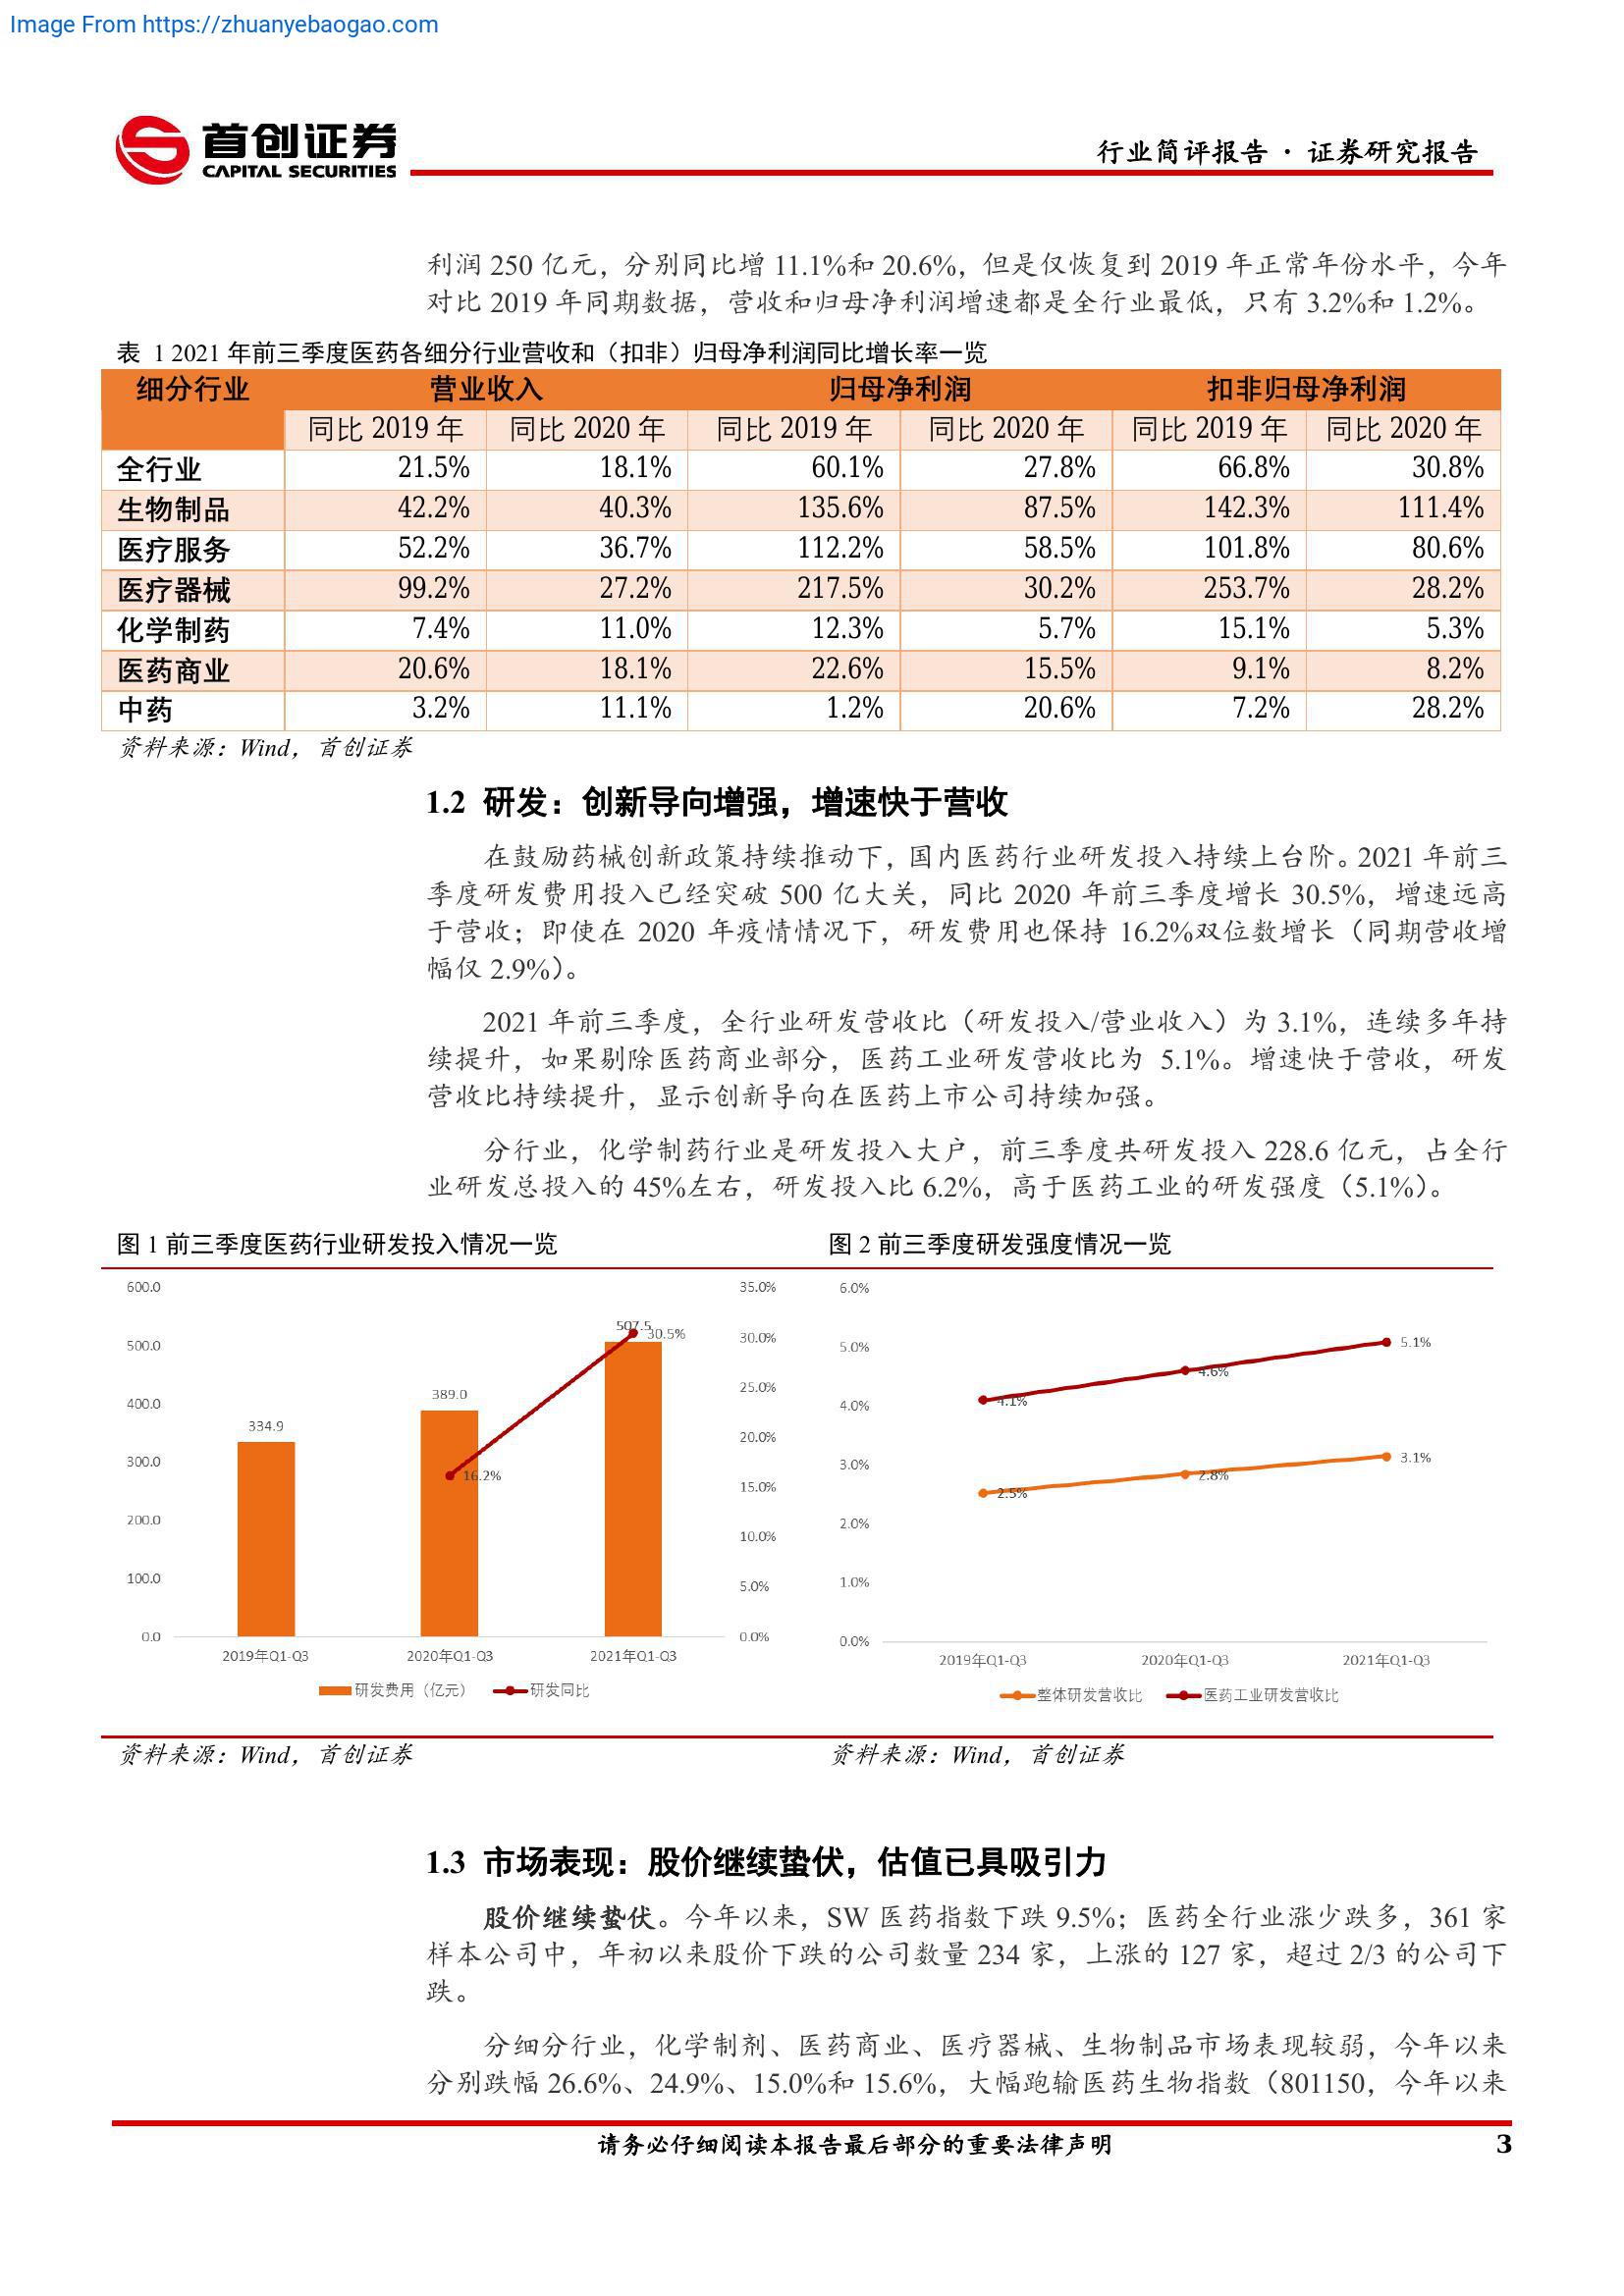 Image From https://zhuanyebaogao.com
首创证券
CAPITAL SECURITIES
行业简评报告 · 证券研究报告
利润 250 亿元，分别同比增 11.1%和 20.6%，但是仅恢复到 2019 年正常年份水平，今年
对比 2019 年同期数据，营收和归母净利润增速都是全行业最低，只有 3.2%和 1.2%。
表 1 2021 年前三季度医药各细分行业营收和（扣非）归母净利润同比增长率一览
细分行业 营业收入 归母净利润 扣非归母净利润
同比 2019 年 同比 2020 年 同比 2019 年 同比 2020 年 同比 2019 年 同比 2020 年
全行业 21.5% 18.1% 60.1% 27.8% 66.8% 30.8%
生物制品 42.2% 40.3% 135.6% 87.5% 142.3% 111.4%
医疗服务 52.2% 36.7% 112.2% 58.5% 101.8% 80.6%
医疗器械 99.2% 27.2% 217.5% 30.2% 253.7% 28.2%
化学制药 7.4% 11.0% 12.3% 5.7% 15.1% 5.3%
医药商业 20.6% 18.1% 22.6% 15.5% 9.1% 8.2%
中药 3.2% 11.1% 1.2% 20.6% 7.2% 28.2%
资料来源：Wind，首创证券
1.2 研发：创新导向增强，增速快于营收
在鼓励药械创新政策持续推动下，国内医药行业研发投入持续上台阶。2021 年前三
季度研发费用投入已经突破 500 亿大关，同比 2020 年前三季度增长 30.5%，增速远高
于营收；即使在 2020 年疫情情况下，研发费用也保持 16.2%双位数增长（同期营收增
幅仅 2.9%）。
2021 年前三季度，全行业研发营收比（研发投入/营业收入）为 3.1%，连续多年持
续提升，如果剔除医药商业部分，医药工业研发营收比为 5.1%。增速快于营收，研发
营收比持续提升，显示创新导向在医药上市公司持续加强。
分行业，化学制药行业是研发投入大户，前三季度共研发投入 228.6 亿元，占全行
业研发总投入的 45%左右，研发投入比 6.2%，高于医药工业的研发强度（5.1%）。
图 1 前三季度医药行业研发投入情况一览
600.0
500.0
400.0
300.0
200.0
100.0
0.0
334.9
389.0
507.5
16.2%
30.5%
35.0%
30.0%
25.0%
20.0%
15.0%
10.0%
5.0%
0.0%
2019年Q1-Q3 2020年Q1-Q3 2021年Q1-Q3
研发费用（亿元） 研发同比
资料来源：Wind，首创证券
图 2 前三季度研发强度情况一览
6.0%
5.0%
4.0%
3.0%
2.0%
1.0%
0.0%
4.1%
4.6%
5.1%
2.5%
2.8%
3.1%
2019年Q1-Q3 2020年Q1-Q3 2021年Q1-Q3
整体研发营收比 医药工业研发营收比
资料来源：Wind，首创证券
1.3 市场表现：股价继续蛰伏，估值已具吸引力
股价继续蛰伏。今年以来，SW 医药指数下跌 9.5%；医药全行业涨少跌多，361 家
样本公司中，年初以来股价下跌的公司数量 234 家，上涨的 127 家，超过 2/3 的公司下
跌。
分细分行业，化学制剂、医药商业、医疗器械、生物制品市场表现较弱，今年以来
分别跌幅 26.6%、24.9%、15.0%和 15.6%，大幅跑输医药生物指数（801150，今年以来
请务必仔细阅读本报告最后部分的重要法律声明
3